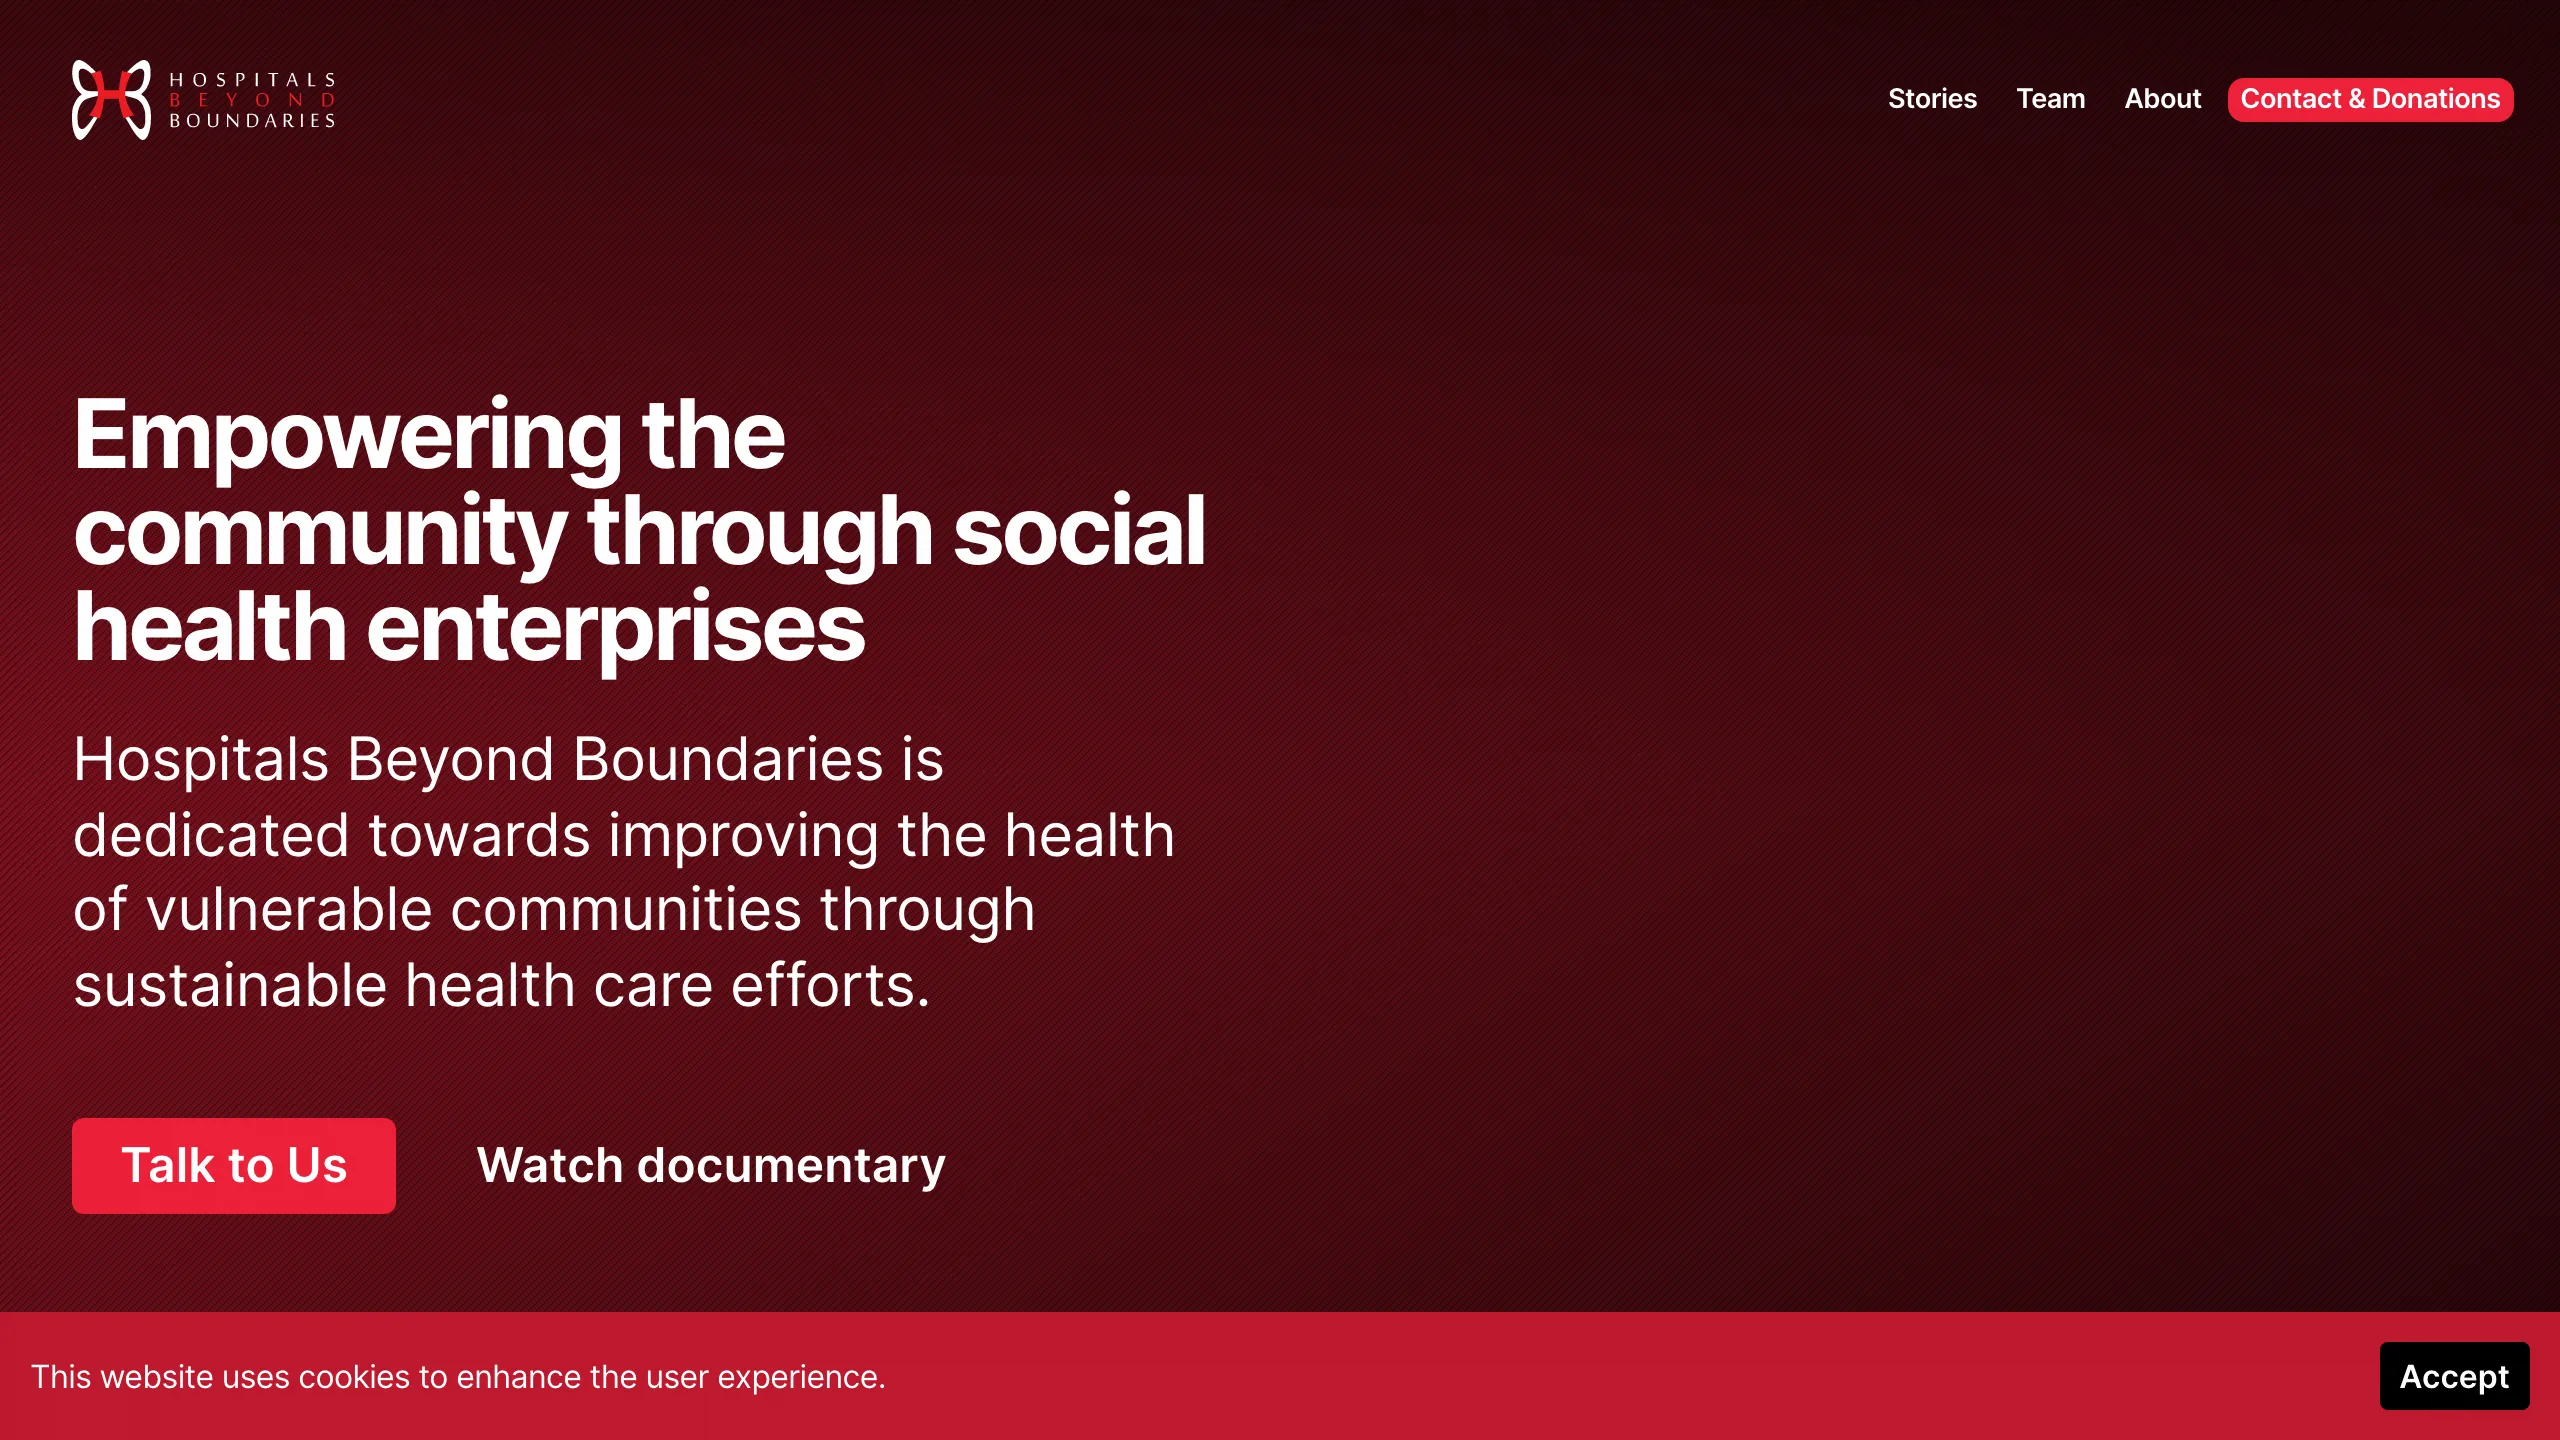 HOSPITALS
BEYOND
BOUNDARIES
Stories
Team
About
Contact & Donations
Empowering the
community through social
health enterprises
Hospitals Beyond Boundaries is
dedicated towards improving the health
of vulnerable communities through
sustainable health care efforts.
Talk to Us
Watch documentary
This website uses cookies to enhance the user experience.
Accept